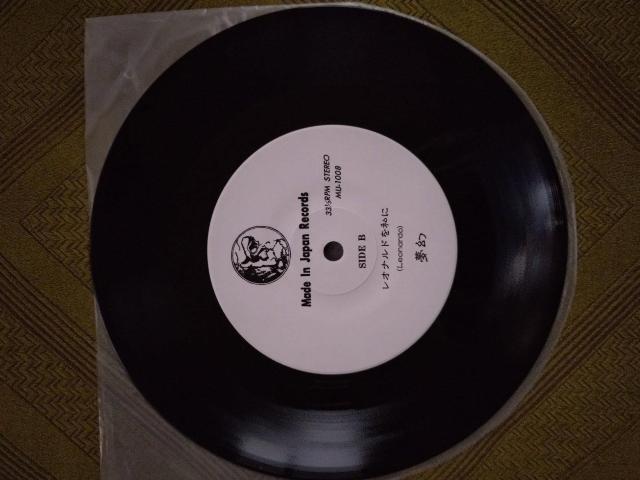 Made In Japan Records
33⅓RPM STEREO
MU-1008
SIDE B
レオナルドを私に
(Leonardo)
夢幻